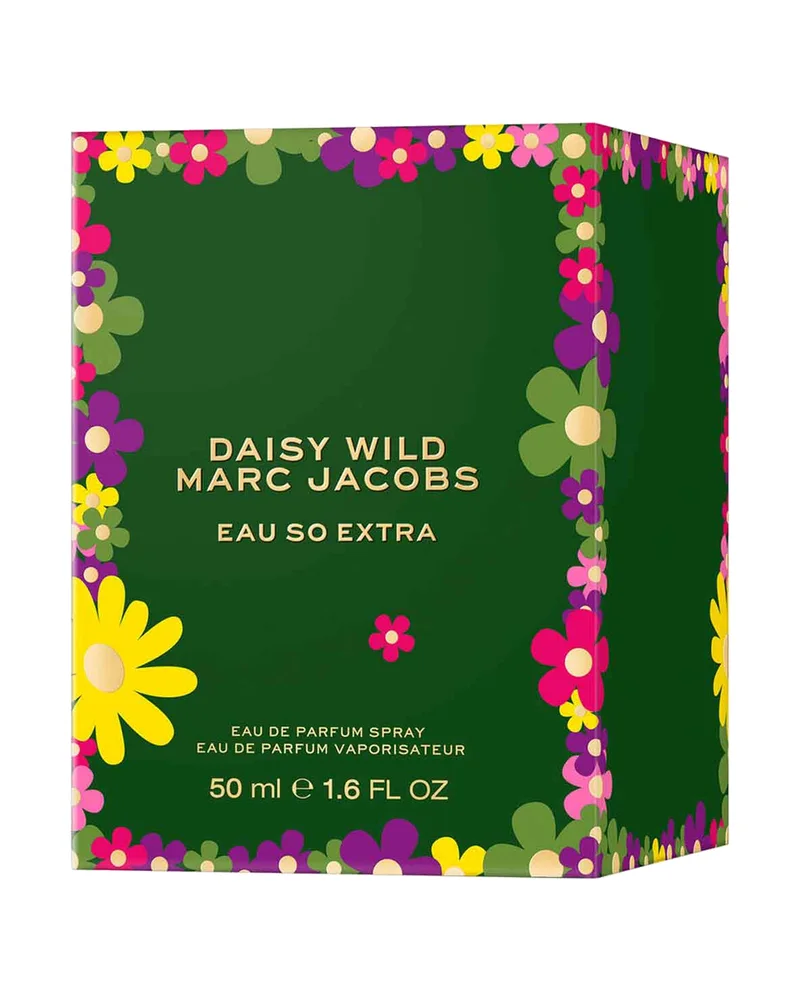 DAISY WILD
MARC JACOBS
EAU SO EXTRA
EAU DE PARFUM SPRAY
EAU DE PARFUM VAPORISATEUR
50 ml ℮ 1.6 FL OZ